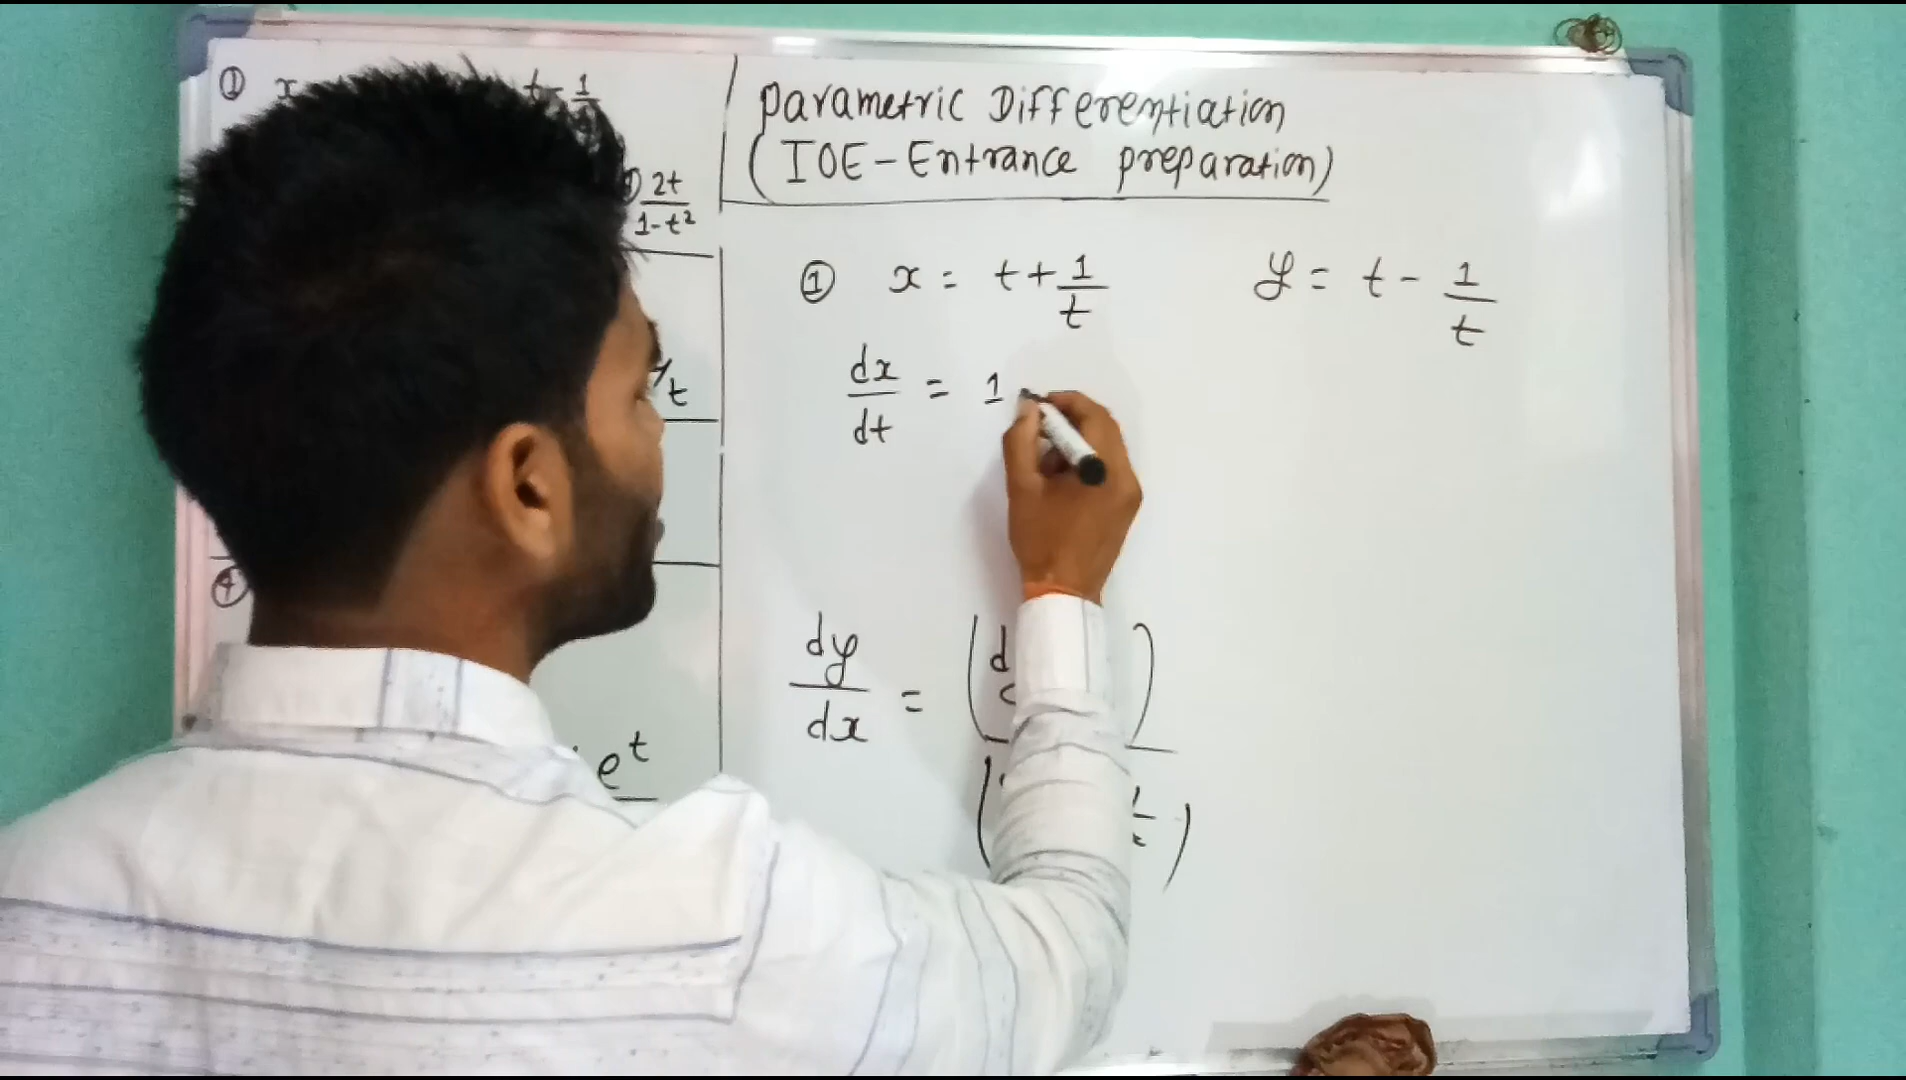 ① x t - 1
2t
1-t²
/t
④
e^t
Parametric Differentiation
(IOE-Entrance preparation)
① x = t + 1/t y = t - 1/t
dx/dt = 1
dy/dx = (d )
( )